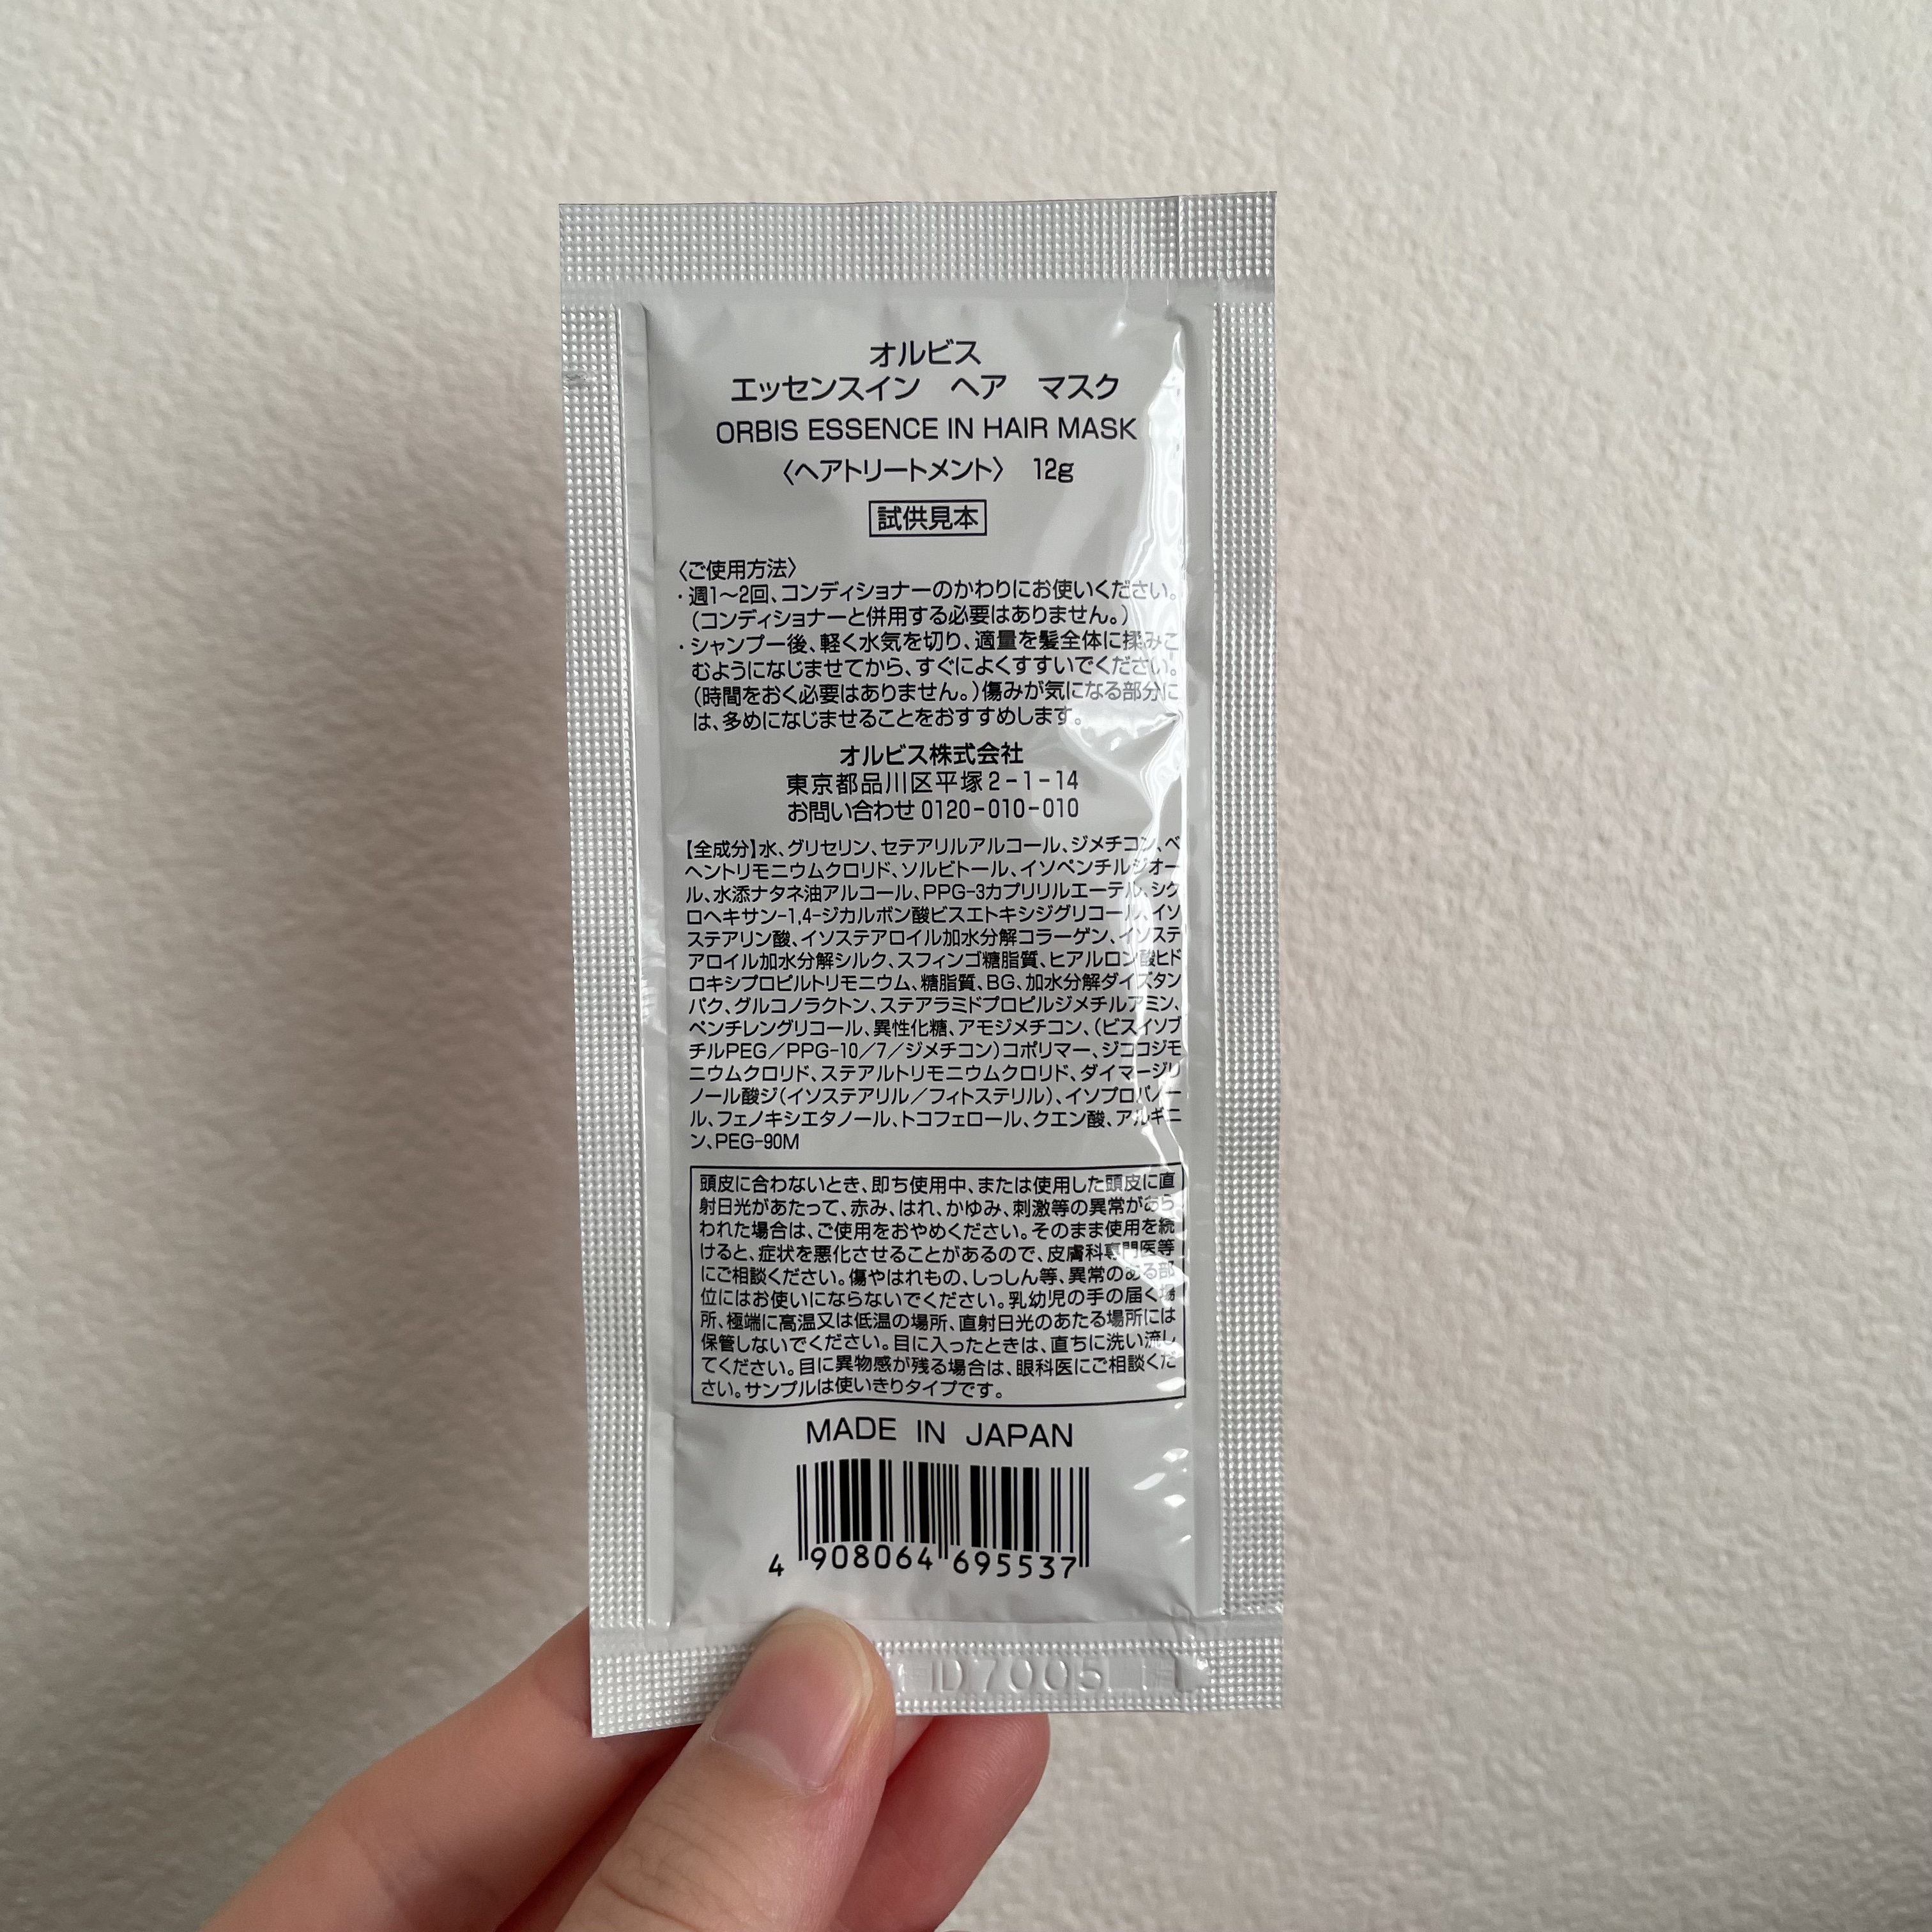 オルビス
エッセンスイン ヘア マスク
ORBIS ESSENCE IN HAIR MASK
〈ヘアトリートメント〉 12g
試供見本
〈ご使用方法〉
・週1～2回、コンディショナーのかわりにお使いください。
(コンディショナーと併用する必要はありません。)
・シャンプー後、軽く水気を切り、適量を髪全体に揉みこ
むようになじませてから、すぐによくすすいでください。
(時間をおく必要はありません。)傷みが気になる部分に
は、多めになじませることをおすすめします。
オルビス株式会社
東京都品川区平塚2-1-14
お問い合わせ 0120-010-010
【全成分】水、グリセリン、セテアリルアルコール、ジメチコン、ベ
ヘントリモニウムクロリド、ソルビトール、イソペンチルジオー
ル、水添ナタネ油アルコール、PPG-3カプリリルエーテル、シク
ロヘキサン-1,4-ジカルボン酸ビスエトキシジグリコール、イソ
ステアリン酸、イソステアロイル加水分解コラーゲン、イソステ
アロイル加水分解シルク、スフィンゴ糖脂質、ヒアルロン酸ヒド
ロキシプロピルトリモニウム、糖脂質、BG、加水分解ダイズタン
パク、グルコノラクトン、ステアラミドプロピルジメチルアミン、
ペンチレングリコール、異性化糖、アモジメチコン、(ビスイソブ
チルPEG/PPG-10/7/ジメチコン)コポリマー、ジココジモ
ニウムクロリド、ステアルトリモニウムクロリド、ダイマージリ
ノール酸ジ(イソステアリル/フィトステリル)、イソプロパノー
ル、フェノキシエタノール、トコフェロール、クエン酸、アルギニ
ン、PEG-90M
頭皮に合わないとき、即ち使用中、または使用した頭皮に直
射日光があたって、赤み、はれ、かゆみ、刺激等の異常があら
われた場合は、ご使用をおやめください。そのまま使用を続
けると、症状を悪化させることがあるので、皮膚科専門医等
にご相談ください。傷やはれもの、しっしん等、異常のある部
位にはお使いにならないでください。乳幼児の手の届く場
所、極端に高温又は低温の場所、直射日光のあたる場所には
保管しないでください。目に入ったときは、直ちに洗い流し
てください。目に異物感が残る場合は、眼科医にご相談くだ
さい。サンプルは使いきりタイプです。
MADE IN JAPAN
4 908064 695537